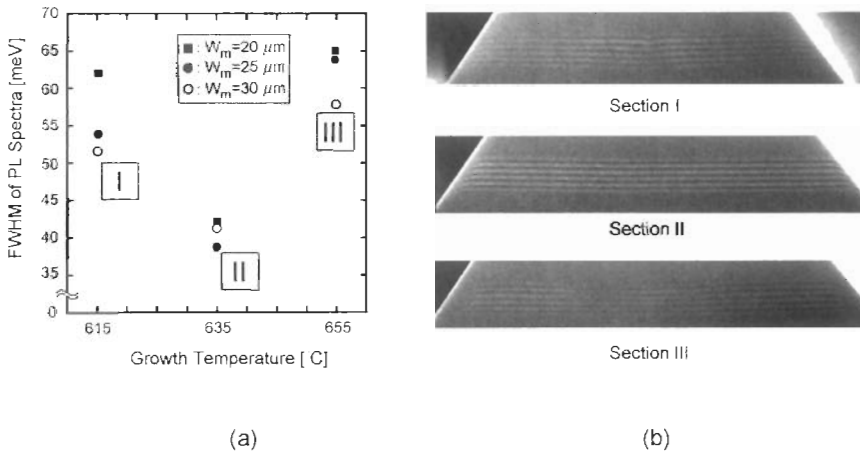 (a)
FWHM of PL Spectra [meV]
70
65
60
55
50
45
40
35
0
■ : Wm=20 μm
● : Wm=25 μm
○ : Wm=30 μm
I
II
III
615
635
655
Growth Temperature [ C]
(a)
(b)
Section I
Section II
Section III
(b)